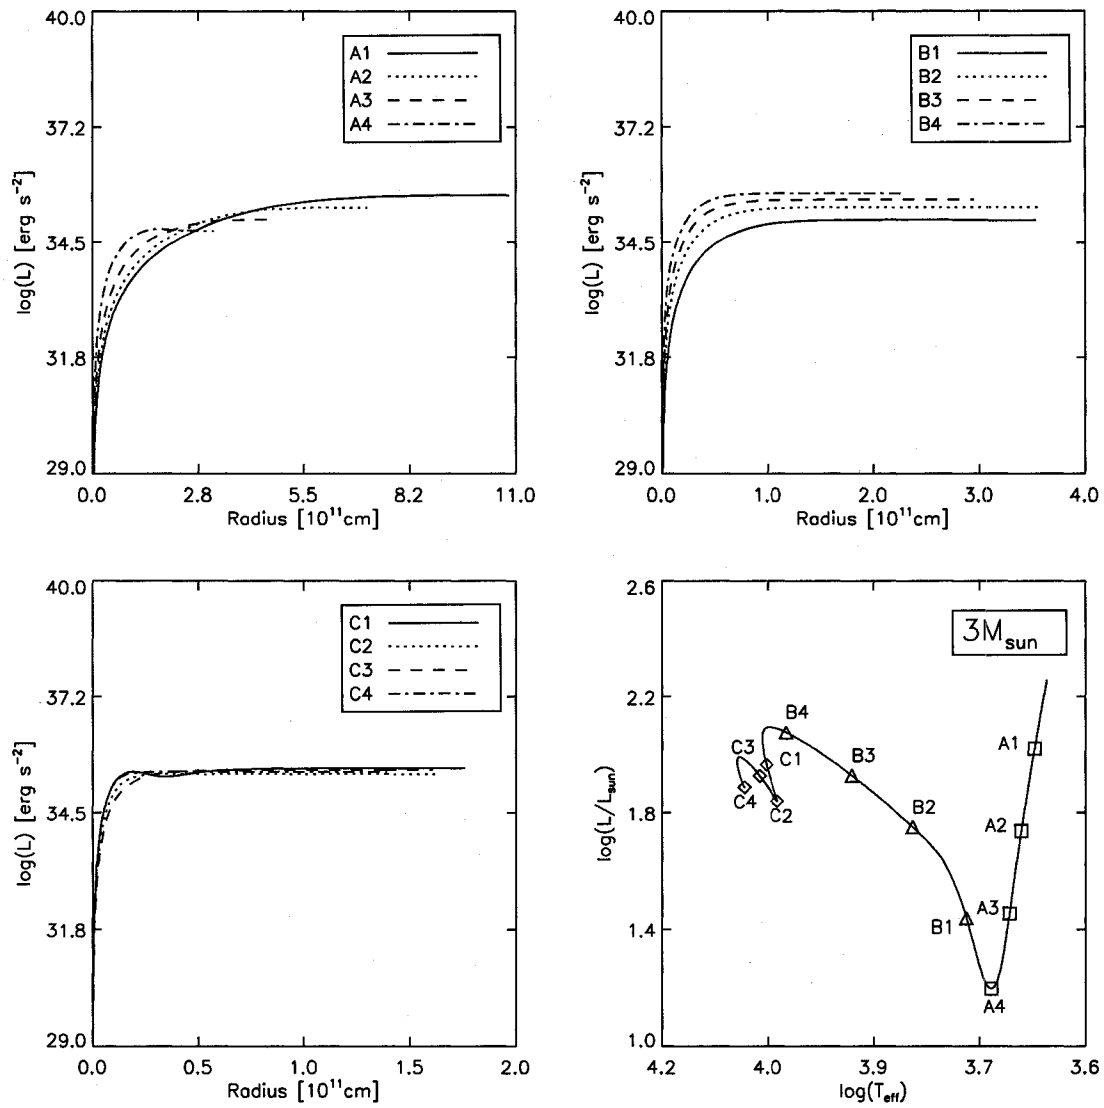 40.0
37.2
34.5
31.8
29.0
log(L) [erg s⁻²]
A1
A2
A3
A4
0.0 2.8 5.5 8.2 11.0
Radius [10¹¹cm]
40.0
37.2
34.5
31.8
29.0
log(L) [erg s⁻²]
B1
B2
B3
B4
0.0 1.0 2.0 3.0 4.0
Radius [10¹¹cm]
40.0
37.2
34.5
31.8
29.0
log(L) [erg s⁻²]
C1
C2
C3
C4
0.0 0.5 1.0 1.5 2.0
Radius [10¹¹cm]
2.6
2.2
1.8
1.4
1.0
log(L/Lsun)
3Msun
B4
C3
C1
B3
A1
C4
C2
B2
A2
B1
A3
A4
4.2 4.0 3.9 3.7 3.6
log(Teff)